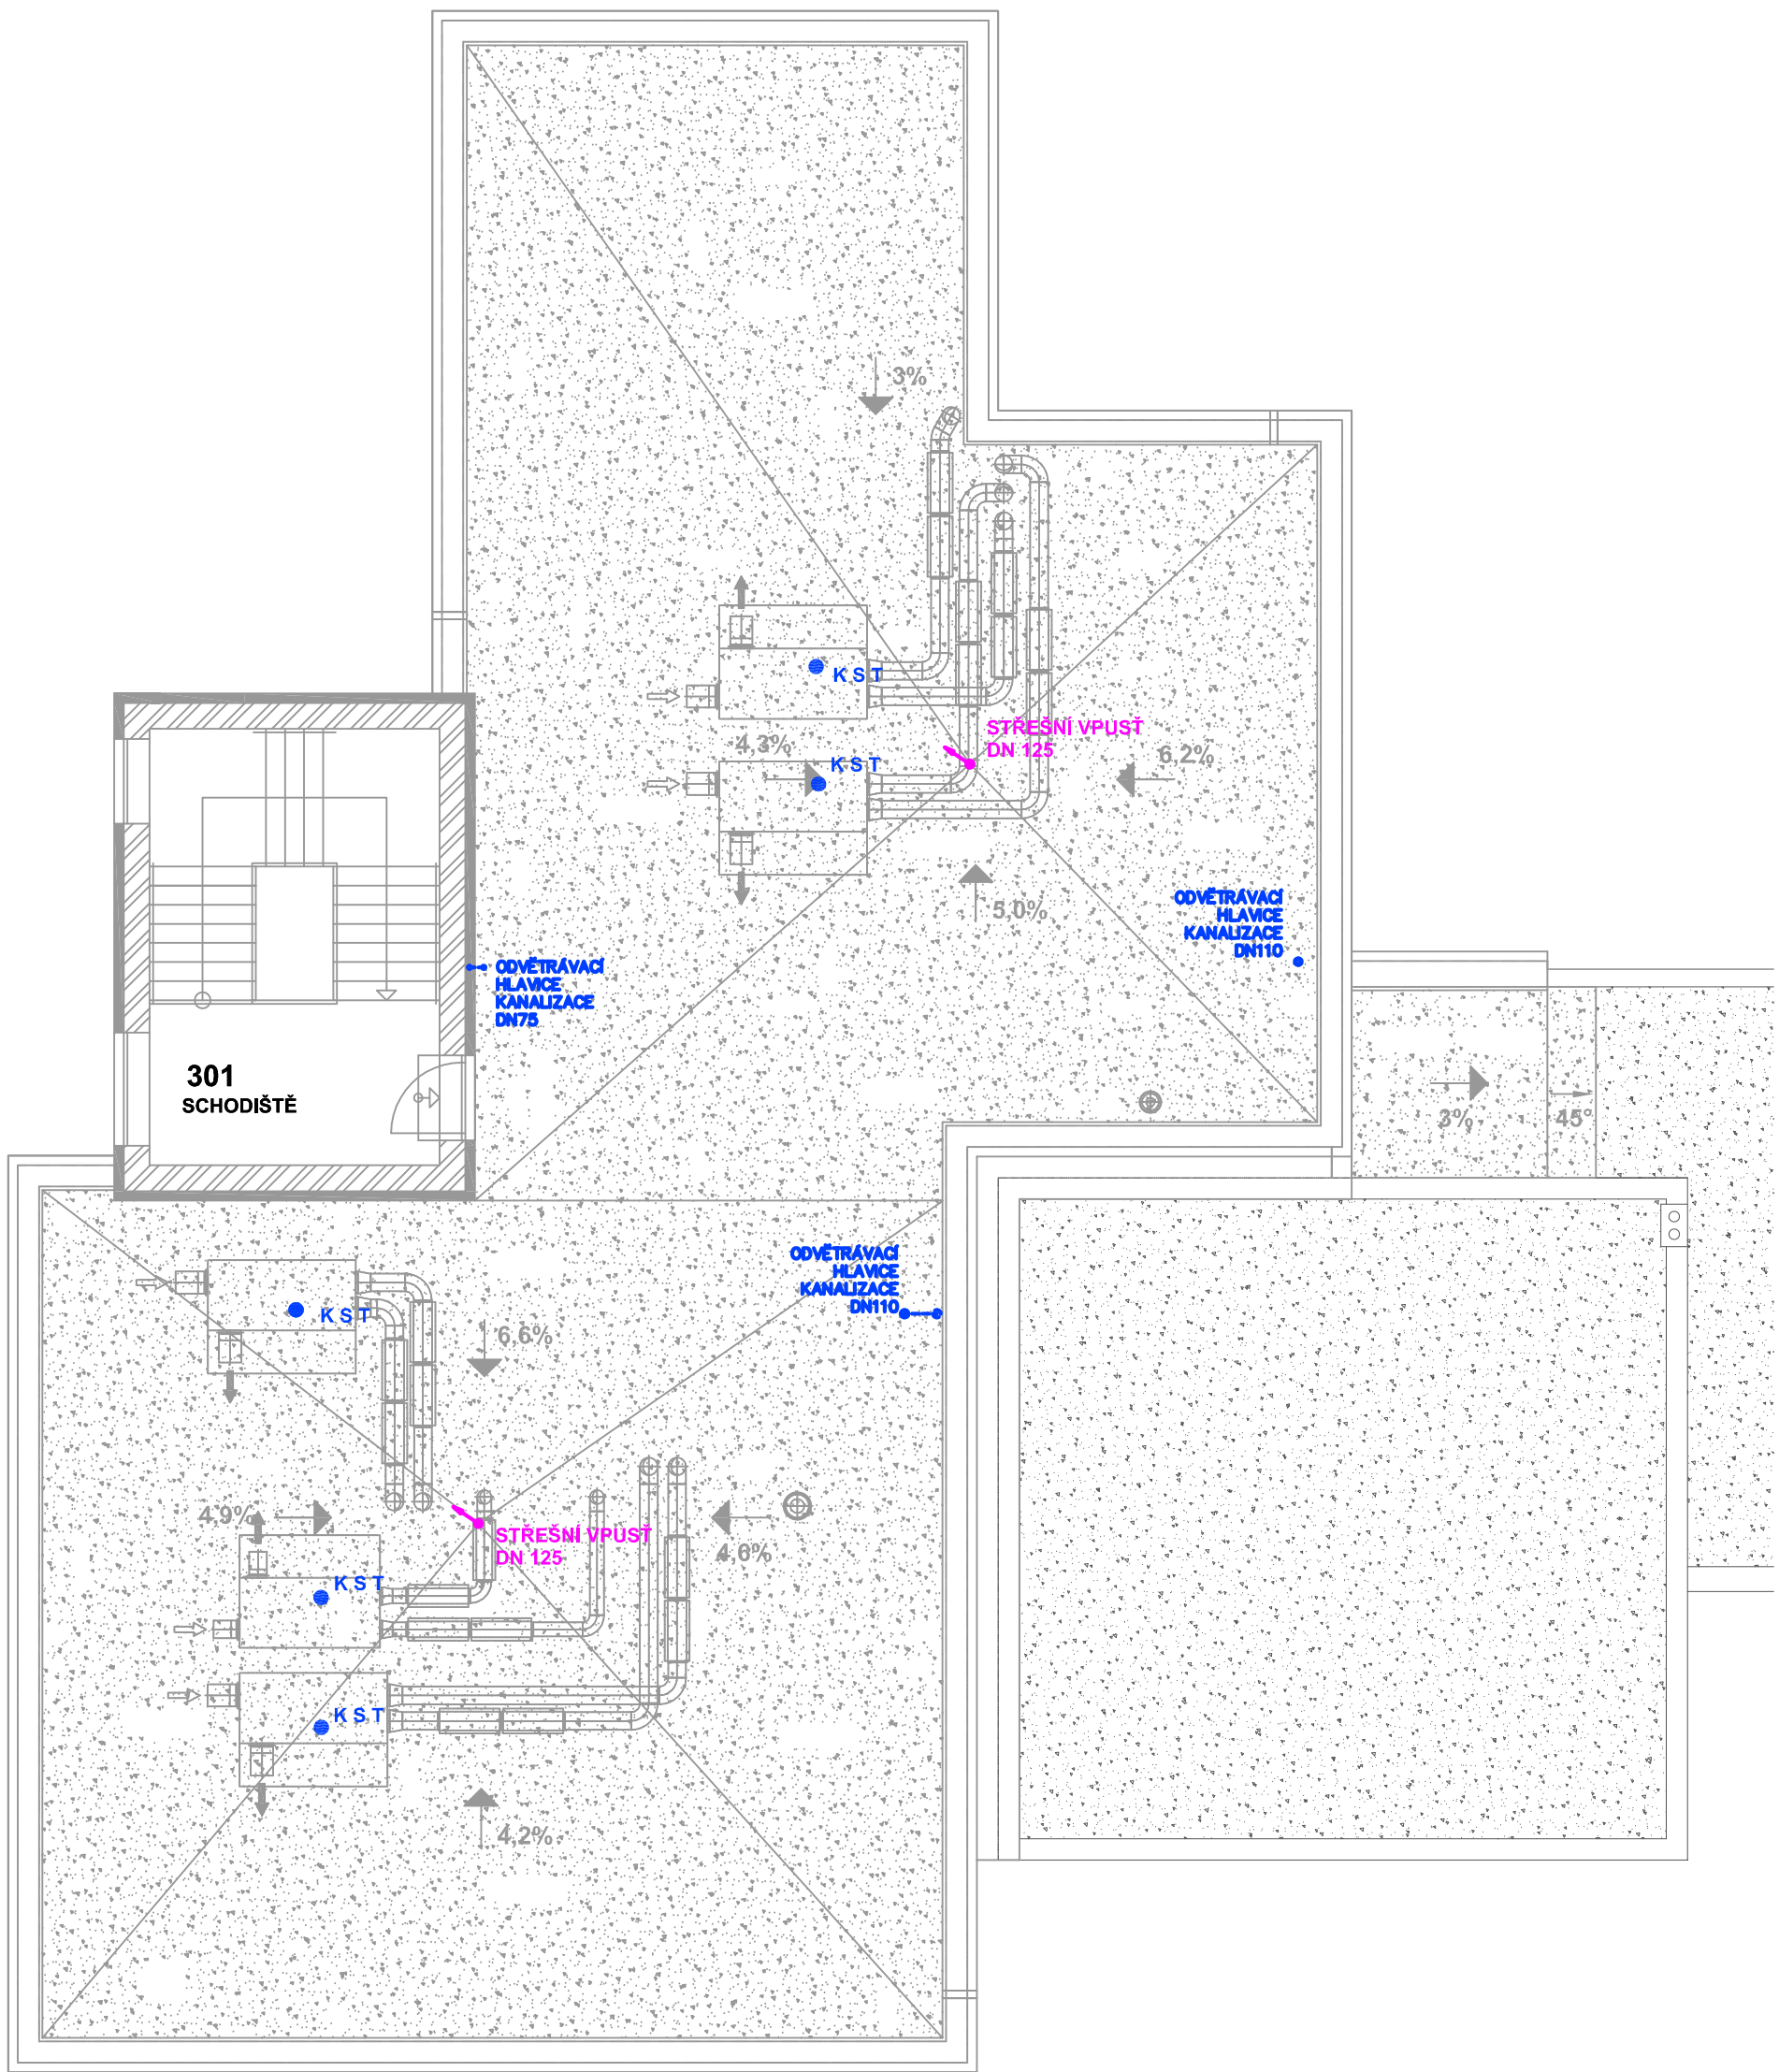 3%
K S T
STŘEŠNÍ VPUSŤ
DN 125
4,3%
K S T
6,2%
5,0%
ODVĚTRÁVACÍ
HLAVICE
KANALIZACE
DN110
ODVĚTRÁVACÍ
HLAVICE
KANALIZACE
DN75
301
SCHODIŠTĚ
3%
45°
ODVĚTRÁVACÍ
HLAVICE
KANALIZACE
DN110
K S T
6,6%
4,9%
STŘEŠNÍ VPUSŤ
DN 125
4,6%
K S T
K S T
4,2%